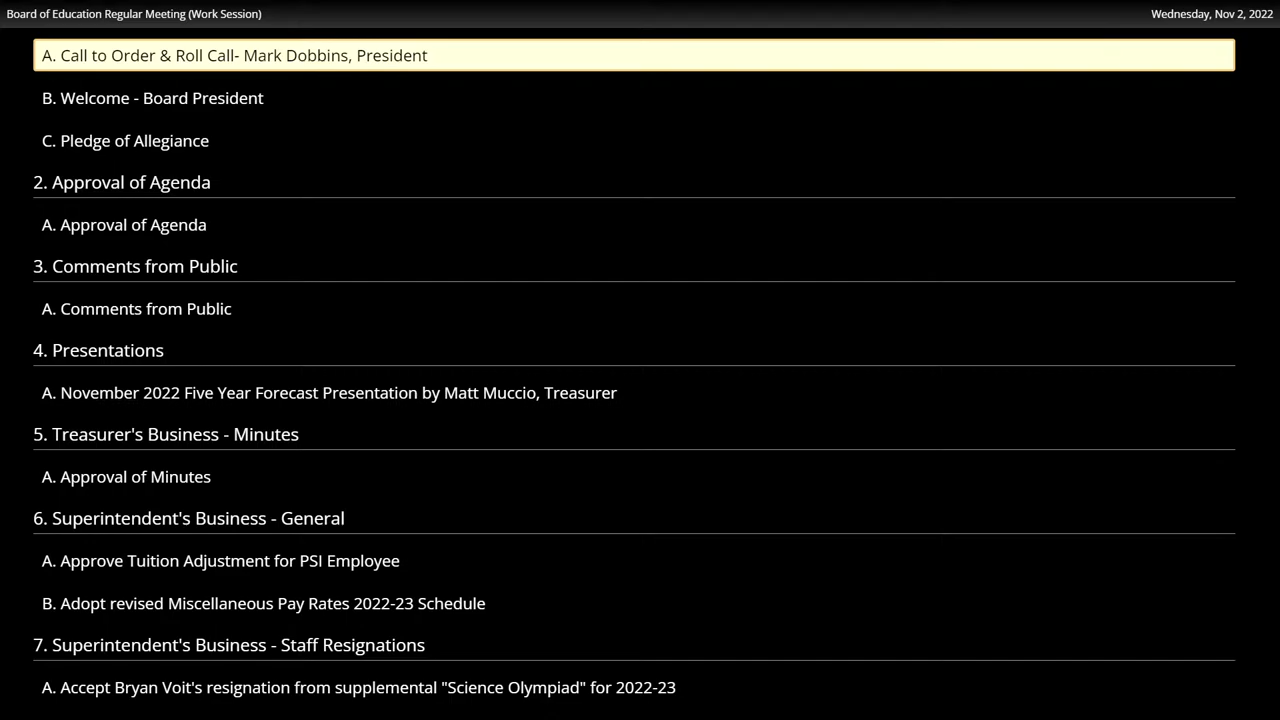 Board of Education Regular Meeting (Work Session)
Wednesday, Nov 2, 2022
A. Call to Order & Roll Call- Mark Dobbins, President
B. Welcome - Board President
C. Pledge of Allegiance
2. Approval of Agenda
A. Approval of Agenda
3. Comments from Public
A. Comments from Public
4. Presentations
A. November 2022 Five Year Forecast Presentation by Matt Muccio, Treasurer
5. Treasurer's Business - Minutes
A. Approval of Minutes
6. Superintendent's Business - General
A. Approve Tuition Adjustment for PSI Employee
B. Adopt revised Miscellaneous Pay Rates 2022-23 Schedule
7. Superintendent's Business - Staff Resignations
A. Accept Bryan Voit's resignation from supplemental "Science Olympiad" for 2022-23